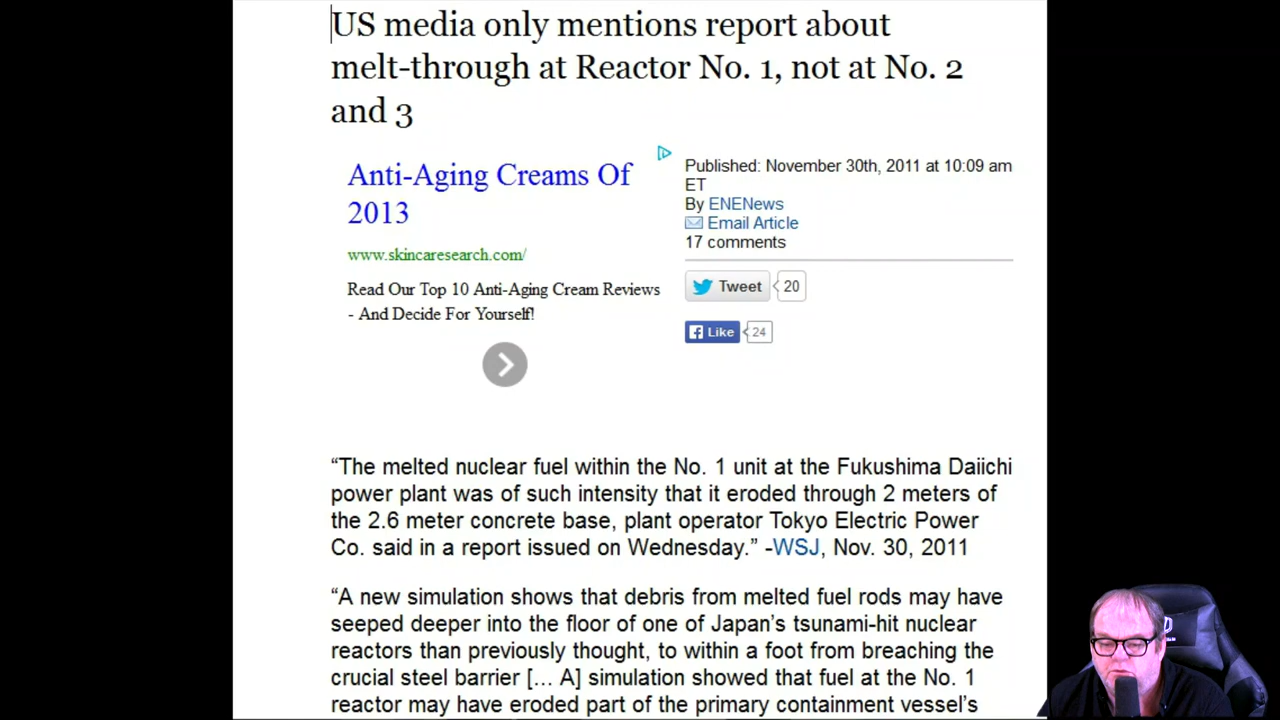 US media only mentions report about
melt-through at Reactor No. 1, not at No. 2
and 3
Anti-Aging Creams Of
2013
www.skincaresearch.com/
Read Our Top 10 Anti-Aging Cream Reviews
- And Decide For Yourself!
Published: November 30th, 2011 at 10:09 am
ET
By ENENews
Email Article
17 comments
Tweet 20
Like 24
“The melted nuclear fuel within the No. 1 unit at the Fukushima Daiichi
power plant was of such intensity that it eroded through 2 meters of
the 2.6 meter concrete base, plant operator Tokyo Electric Power
Co. said in a report issued on Wednesday.” -WSJ, Nov. 30, 2011
“A new simulation shows that debris from melted fuel rods may have
seeped deeper into the floor of one of Japan’s tsunami-hit nuclear
reactors than previously thought, to within a foot from breaching the
crucial steel barrier [… A] simulation showed that fuel at the No. 1
reactor may have eroded part of the primary containment vessel’s